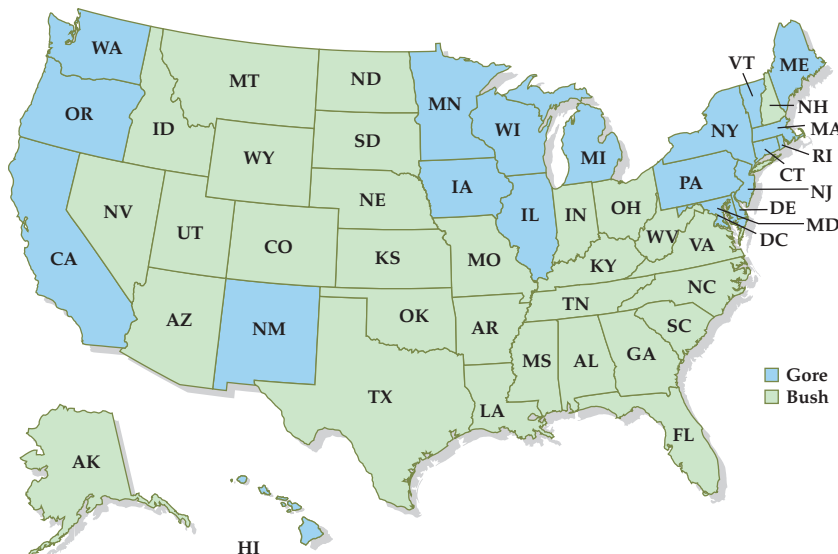 WA
MT
ND
MN
VT
ME
OR
ID
SD
WI
MI
NY
NH
MA
RI
CT
WY
IA
PA
NJ
NE
DE
NV
UT
CO
IL
IN
OH
MD
DC
CA
KS
MO
WV
VA
KY
AZ
NM
OK
AR
TN
NC
SC
MS
AL
GA
TX
LA
FL
Gore
Bush
AK
HI